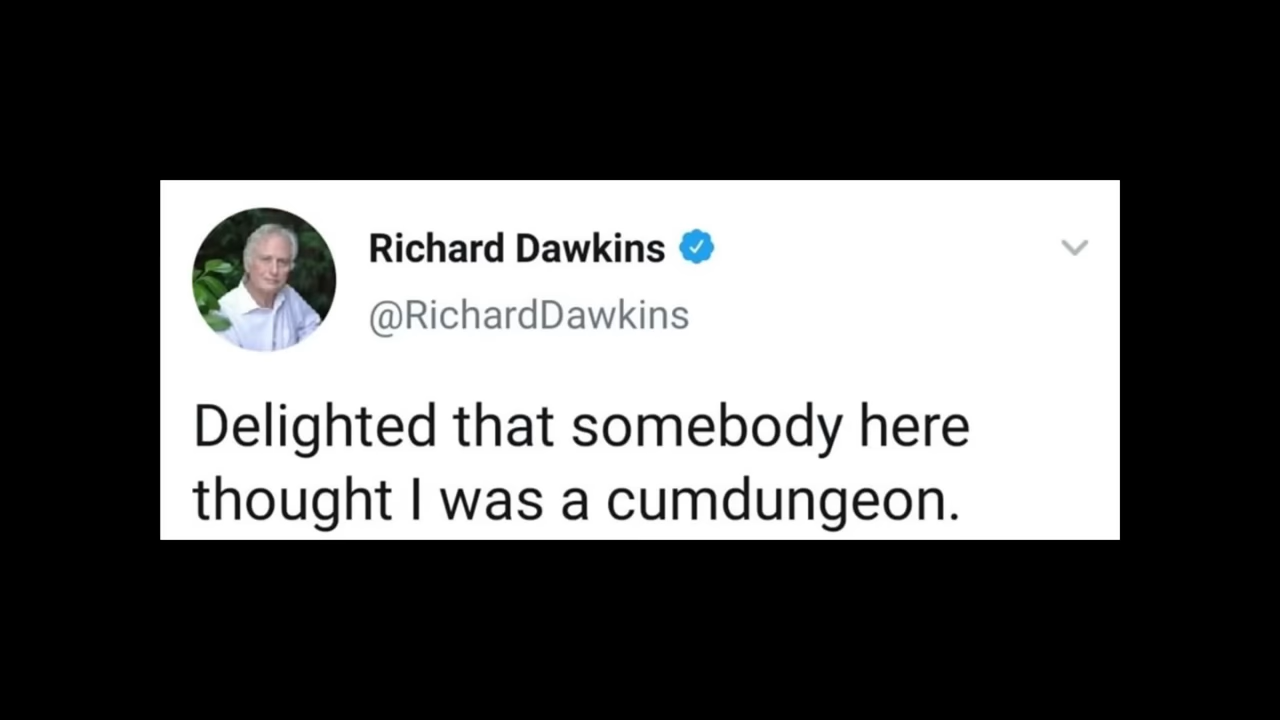 Richard Dawkins
@RichardDawkins
Delighted that somebody here
thought I was a cumdungeon.